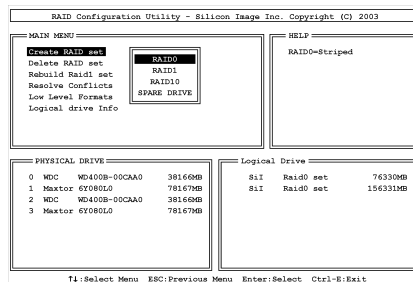 RAID Configuration Utility - Silicon Image Inc. Copyright (C) 2003
MAIN MENU
Create RAID set
Delete RAID set
Rebuild Raid1 set
Resolve Conflicts
Low Level Formats
Logical drive Info
RAID0
RAID1
RAID10
SPARE DRIVE
HELP
RAID0=Striped
PHYSICAL DRIVE
0 WDC WD400B-00CAA0 38166MB
1 Maxtor 6Y080L0 78167MB
2 WDC WD400B-00CAA0 38166MB
3 Maxtor 6Y080L0 78167MB
Logical Drive
SiI Raid0 set 76330MB
SiI Raid0 set 156331MB
↑↓:Select Menu ESC:Previous Menu Enter:Select Ctrl-E:Exit